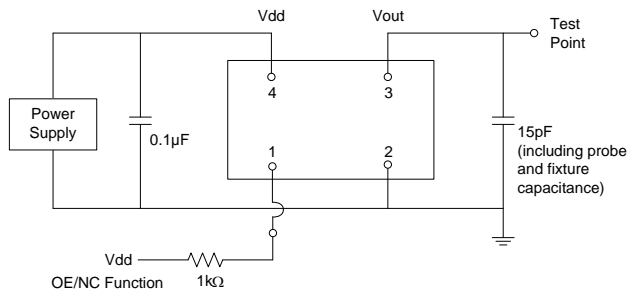 Vdd
Vout
Test
Point
4
3
Power
Supply
0.1µF
1
2
15pF
(including probe
and fixture
capacitance)
Vdd
OE/NC Function
1kΩ